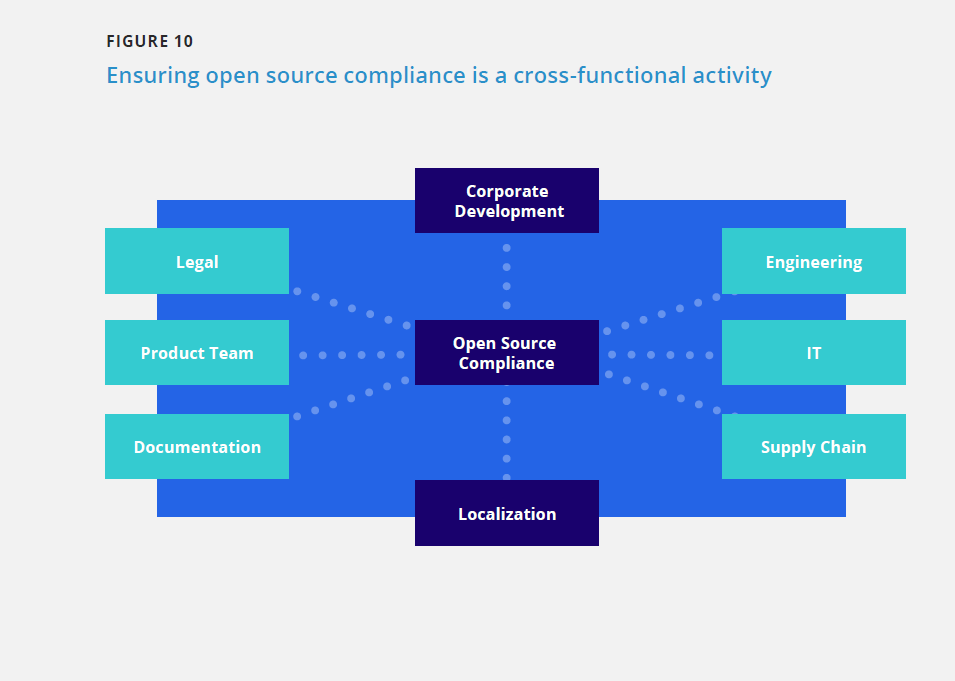 FIGURE 10
Ensuring open source compliance is a cross-functional activity
Corporate
Development
Legal
Engineering
Product Team
Open Source
Compliance
IT
Documentation
Supply Chain
Localization